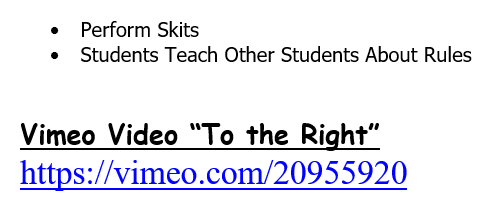 • Perform Skits
• Students Teach Other Students About Rules
Vimeo Video “To the Right”
https://vimeo.com/20955920